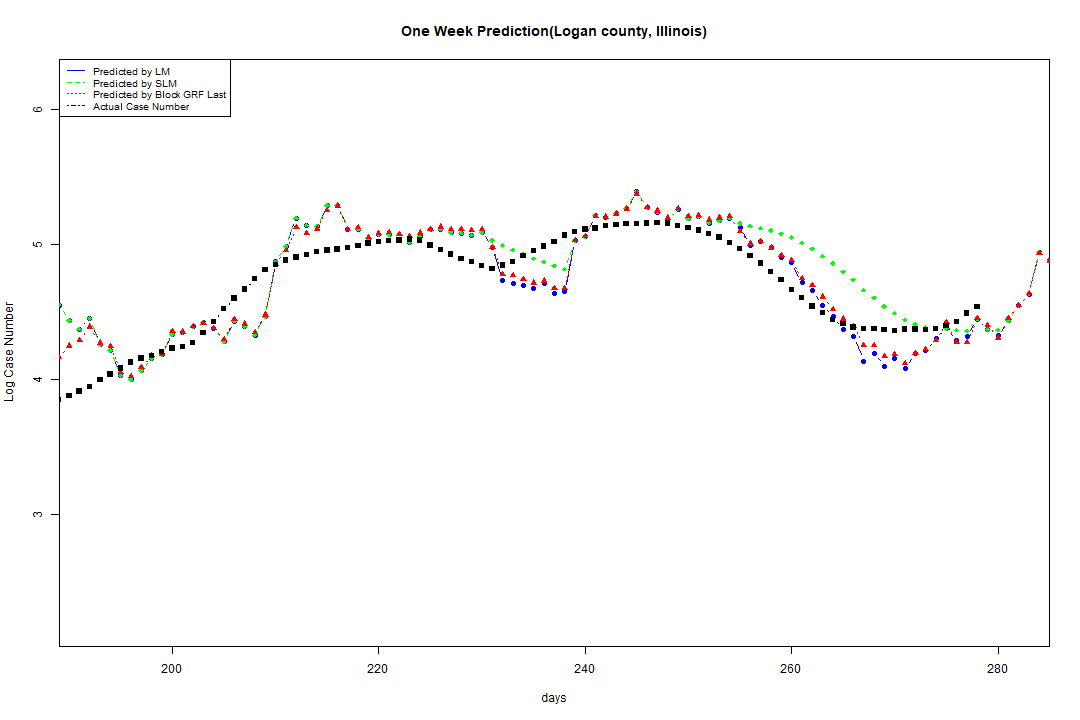 One Week Prediction(Logan county, Illinois)
Predicted by LM
Predicted by SLM
Predicted by Block GRF Last
Actual Case Number
6
5
4
3
Log Case Number
200 220 240 260 280
days